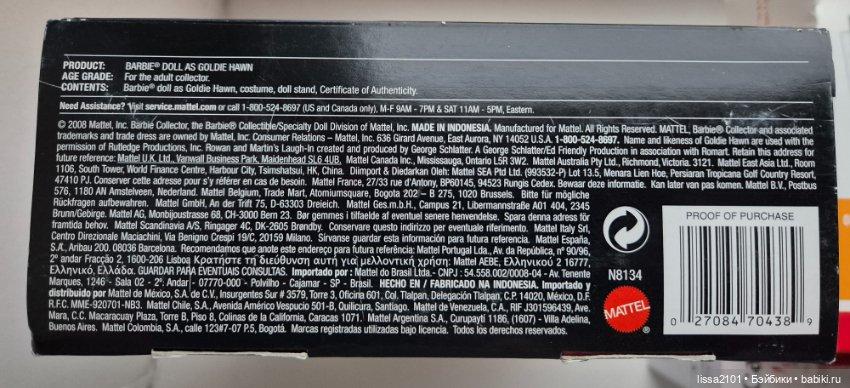 PRODUCT: BARBIE® DOLL AS GOLDIE HAWN
AGE GRADE: For the adult collector.
CONTENTS: Barbie® doll as Goldie Hawn, costume, doll stand, Certificate of Authenticity.
Need Assistance? Visit service.mattel.com or call 1-800-524-8697 (US and Canada only). M-F 9AM - 7PM & SAT 11AM - 5PM, Eastern.
© 2008 Mattel, Inc. Barbie Collector, the Barbie® Collectible/Specialty Doll Division of Mattel, Inc. MADE IN INDONESIA. Manufactured for Mattel. All Rights Reserved. MATTEL, Barbie® Collector and associated
trademarks and trade dress are owned by Mattel, Inc. Consumer Relations – Mattel, Inc. 636 Girard Avenue, East Aurora, NY 14052 U.S.A. 1-800-524-8697. Name and likeness of Goldie Hawn are used with the
permission of Rutledge Productions, Inc. Rowan and Martin's Laugh-In created and produced by George Schlatter. A George Schlatter/Ed Friendly Production in association with Romart. Retain this address for
future reference: Mattel U.K. Ltd., Vanwall Business Park, Maidenhead SL6 4UB. Mattel Canada Inc., Mississauga, Ontario L5R 3W2. Mattel Australia Pty Ltd., Richmond, Victoria. 3121. Mattel East Asia Ltd., Room
1106, South Tower, World Finance Centre, Harbour City, Tsimshatsui, HK, China. Diimport & Diedarkan Oleh: Mattel SEA Ptd Ltd. (993532-P) Lot 13.5, Menara Lien Hoe, Persiaran Tropicana Golf Country Resort,
47410 PJ. Conserver cette adresse pour s'y référer en cas de besoin. Mattel France, 27/33 rue d'Antony, BP60145, 94523 Rungis Cedex. Bewaar deze informatie. Kan later van pas komen. Mattel B.V., Postbus
576, 1180 AN Amstelveen, Nederland. Mattel Belgium, Trade Mart, Atomiumsquare, Bogota 202 - B 275, 1020 Brussels. Bitte für mögliche
Rückfragen aufbewahren. Mattel GmbH, An der Trift 75, D-63303 Dreieich. Mattel Ges.m.b.H., Campus 21, Liebermannstraße A01 404, 2345
Brunn/Gebirge. Mattel AG, Monbijoustrasse 68, CH-3000 Bern 23. Bør gemmes i tilfælde af eventuel senere henvendelse. Spara denna adress för
framtida behov. Mattel Scandinavia A/S, Ringager 4C, DK-2605 Brøndby. Conservare questo indirizzo per eventuale riferimento. Mattel Italy Srl,
Centro Direzionale Maciachini, Via Benigno Crespi 19/C, 20159 Milano. Sírvanse guardar esta información para futura referencia. Mattel España,
S.A., Aribau 200. 08036 Barcelona. Recomendamos que anote este endereço para futura referência: Mattel Portugal Lda., Av. da República, nº 90/96,
2º andar Fracção 2, 1600-206 Lisboa Κρατήστε τη διεύθυνση αυτή για μελλοντική χρήση: Mattel AEBE, Ελληνικού 2 16777,
Ελληνικό, Ελλάδα. GUARDAR PARA EVENTUAIS CONSULTAS. Importado por : Mattel do Brasil Ltda.- CNPJ : 54.558.002/0008-04 - Av. Tenente
Marques, 1246 - Sala 02 - 2º. Andar - 07770-000 - Polvilho - Cajamar - SP - Brasil. HECHO EN / FABRICADO NA INDONESIA. Importado y
distribuido por Mattel de México, S.A. de C.V., Insurgentes Sur # 3579, Torre 3, Oficina 601, Col. Tlalpan, Delegación Tlalpan, C.P. 14020, México, D.F.
R.F.C. MME-920701-NB3. Mattel Chile, S.A., Avenida Américo Vespucio 501-B, Quilicura, Santiago. Mattel de Venezuela, C.A., RIF J301596439, Ave.
Mara, C.C. Macaracuay Plaza, Torre B, Piso 8, Colinas de la California, Caracas 1071. Mattel Argentina S.A., Curupaytí 1186, (1607) - Villa Adelina,
Buenos Aires. Mattel Colombia, S.A., calle 123#7-07 P.5, Bogotá. Marcas registradas utilizadas bajo licencia. Todos los derechos reservados.
N8134
MATTEL
PROOF OF PURCHASE
0 27084 70438 9
lissa2101 · Бэйбики · babiki.ru